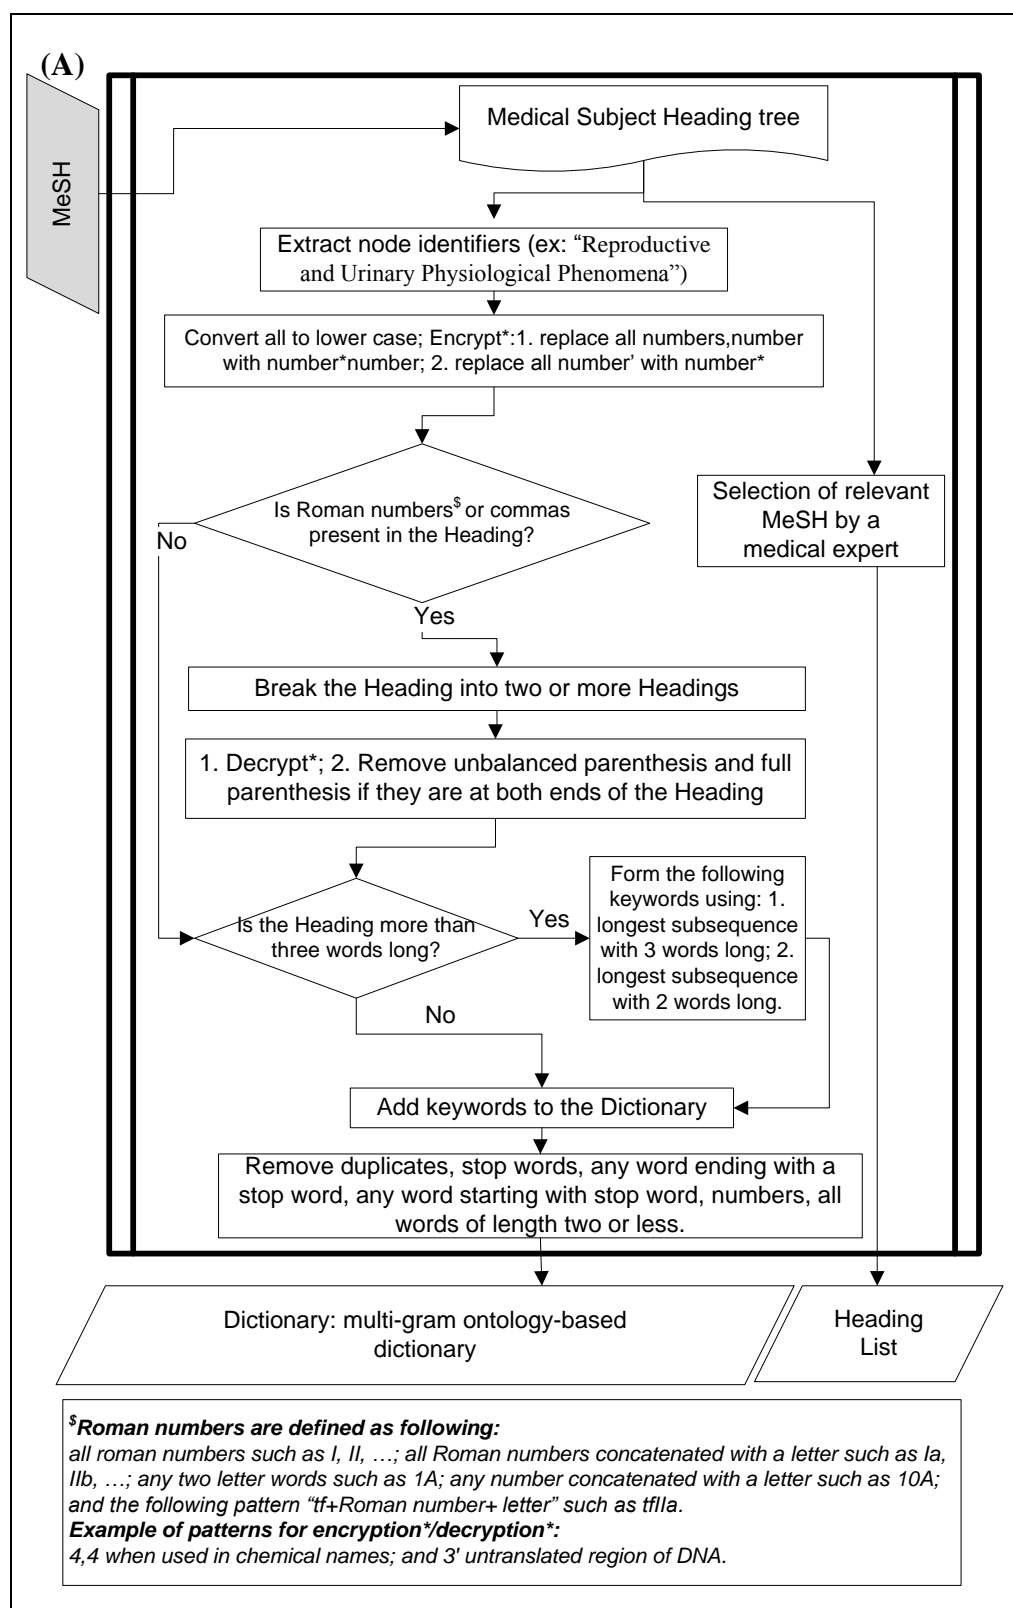 (A)
MeSH
Medical Subject Heading tree
Extract node identifiers (ex: “Reproductive
and Urinary Physiological Phenomena”)
Convert all to lower case; Encrypt*:1. replace all numbers,number
with number*number; 2. replace all number’ with number*
Is Roman numbers$ or commas
present in the Heading?
No
Yes
Selection of relevant
MeSH by a
medical expert
Break the Heading into two or more Headings
1. Decrypt*; 2. Remove unbalanced parenthesis and full
parenthesis if they are at both ends of the Heading
Is the Heading more than
three words long?
Yes
No
Form the following
keywords using: 1.
longest subsequence
with 3 words long; 2.
longest subsequence
with 2 words long.
Add keywords to the Dictionary
Remove duplicates, stop words, any word ending with a
stop word, any word starting with stop word, numbers, all
words of length two or less.
Dictionary: multi-gram ontology-based
dictionary
Heading
List
$Roman numbers are defined as following:
all roman numbers such as I, II, …; all Roman numbers concatenated with a letter such as Ia,
IIb, …; any two letter words such as 1A; any number concatenated with a letter such as 10A;
and the following pattern “tf+Roman number+ letter” such as tfIIa.
Example of patterns for encryption*/decryption*:
4,4 when used in chemical names; and 3' untranslated region of DNA.